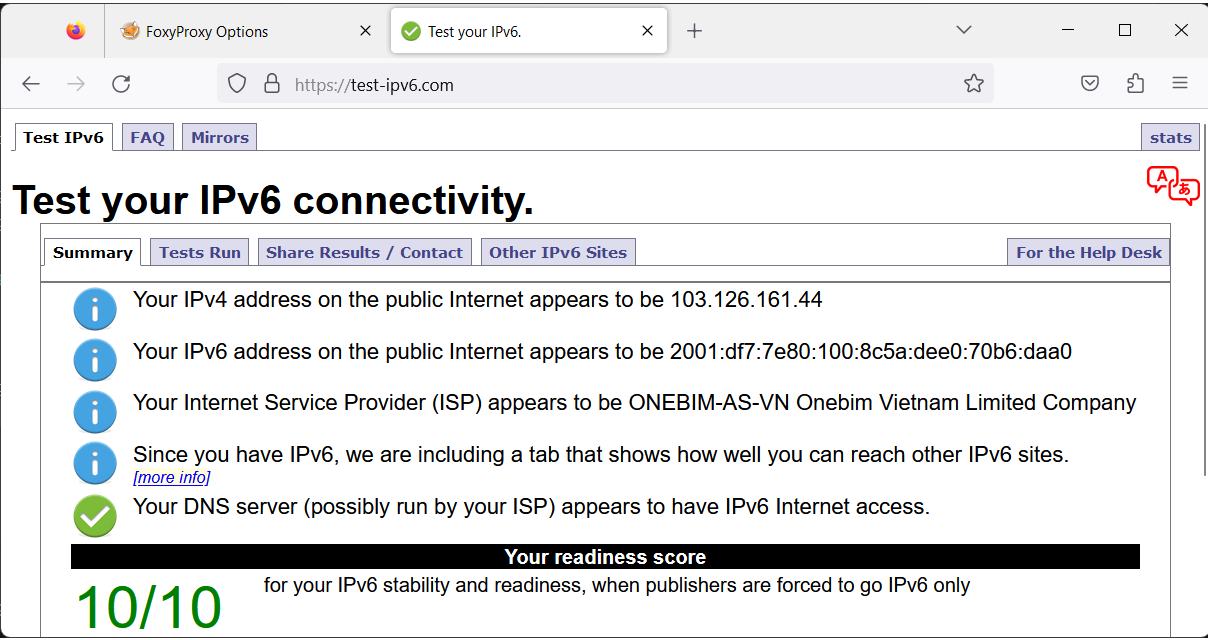 FoxyProxy Options
Test your IPv6.
https://test-ipv6.com
Test IPv6
FAQ
Mirrors
stats
A
あ
Test your IPv6 connectivity.
Summary
Tests Run
Share Results / Contact
Other IPv6 Sites
For the Help Desk
Your IPv4 address on the public Internet appears to be 103.126.161.44
Your IPv6 address on the public Internet appears to be 2001:df7:7e80:100:8c5a:dee0:70b6:daa0
Your Internet Service Provider (ISP) appears to be ONEBIM-AS-VN Onebim Vietnam Limited Company
Since you have IPv6, we are including a tab that shows how well you can reach other IPv6 sites.
[more info]
Your DNS server (possibly run by your ISP) appears to have IPv6 Internet access.
Your readiness score
10/10
for your IPv6 stability and readiness, when publishers are forced to go IPv6 only